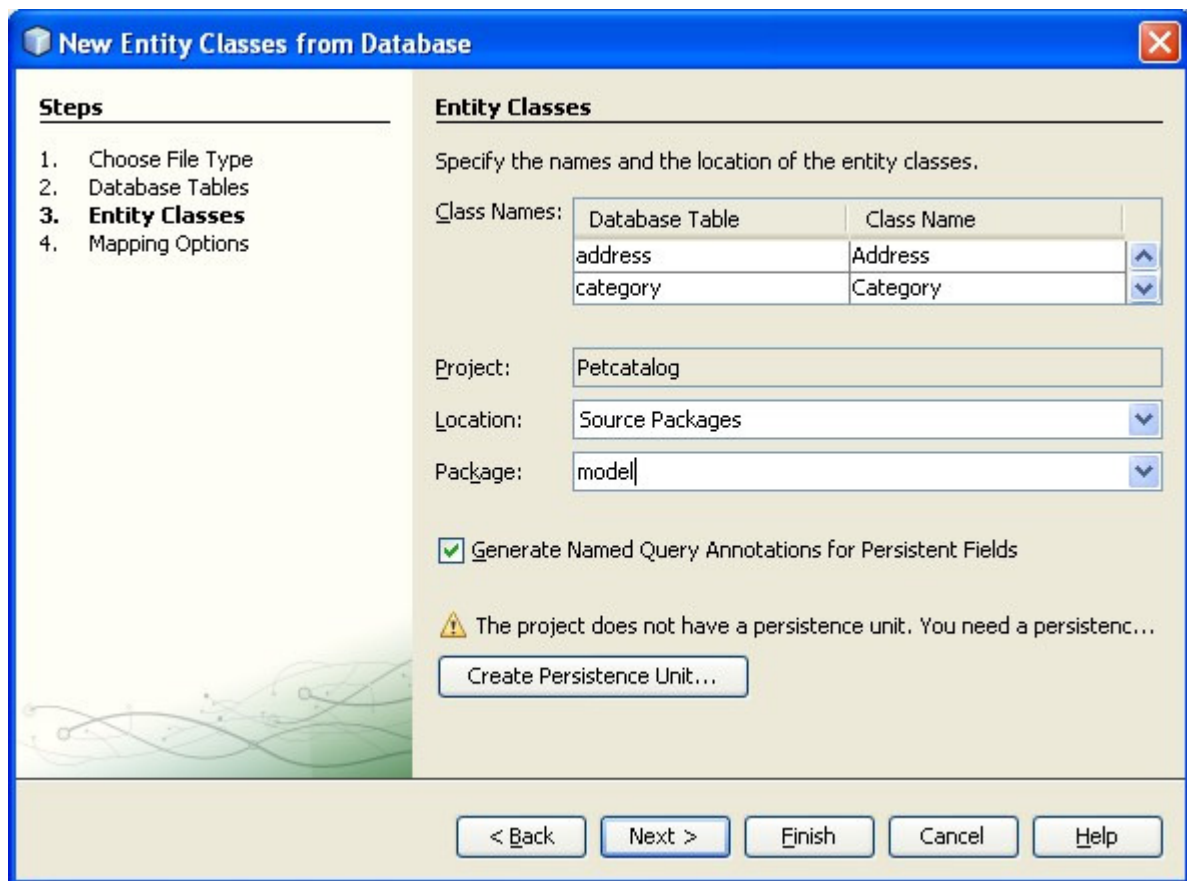 New Entity Classes from Database
Steps
1. Choose File Type
2. Database Tables
3. Entity Classes
4. Mapping Options
Entity Classes
Specify the names and the location of the entity classes.
Class Names: Database Table Class Name
address Address
category Category
Project: Petcatalog
Location: Source Packages
Package: model
Generate Named Query Annotations for Persistent Fields
The project does not have a persistence unit. You need a persistenc...
Create Persistence Unit...
< Back Next > Finish Cancel Help